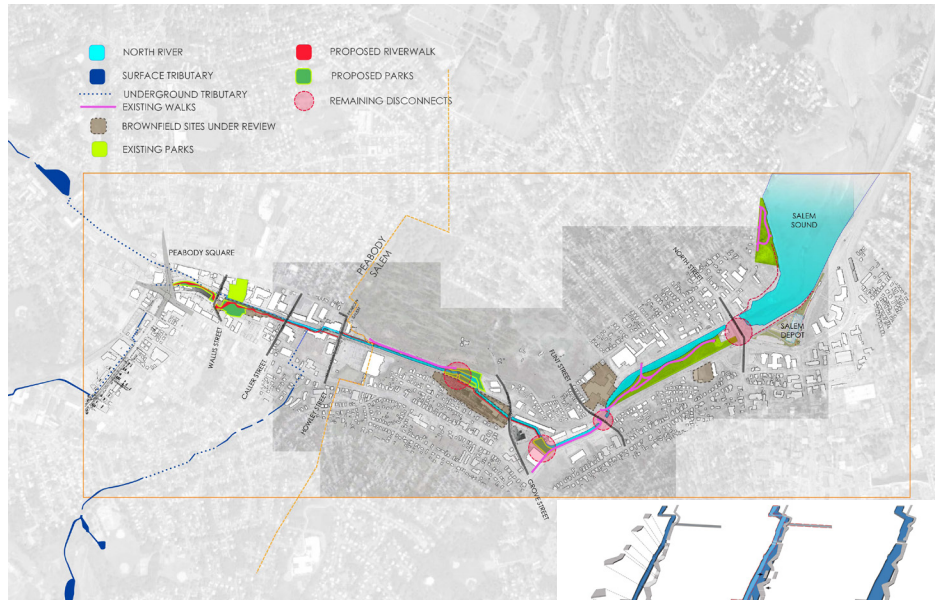 NORTH RIVER
SURFACE TRIBUTARY
UNDERGROUND TRIBUTARY
EXISTING WALKS
BROWNFIELD SITES UNDER REVIEW
EXISTING PARKS
PROPOSED RIVERWALK
PROPOSED PARKS
REMAINING DISCONNECTS
PEABODY SQUARE
WALLIS STREET
CALLER STREET
HOWLEY STREET
PEABODY
SALEM
GROVE STREET
FLINT STREET
NORTH STREET
SALEM
SOUND
SALEM
DEPOT